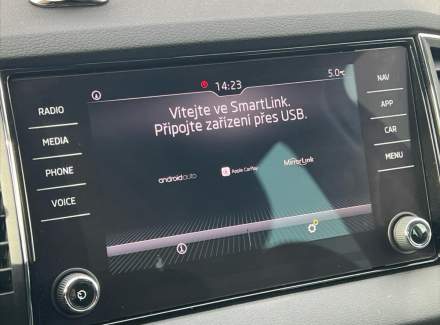 14:23
5.0
RADIO
NAV
Vítejte ve SmartLink.
Připojte zařízení přes USB.
MEDIA
APP
PHONE
CAR
androidauto
Apple CarPlay
MirrorLink
VOICE
MENU